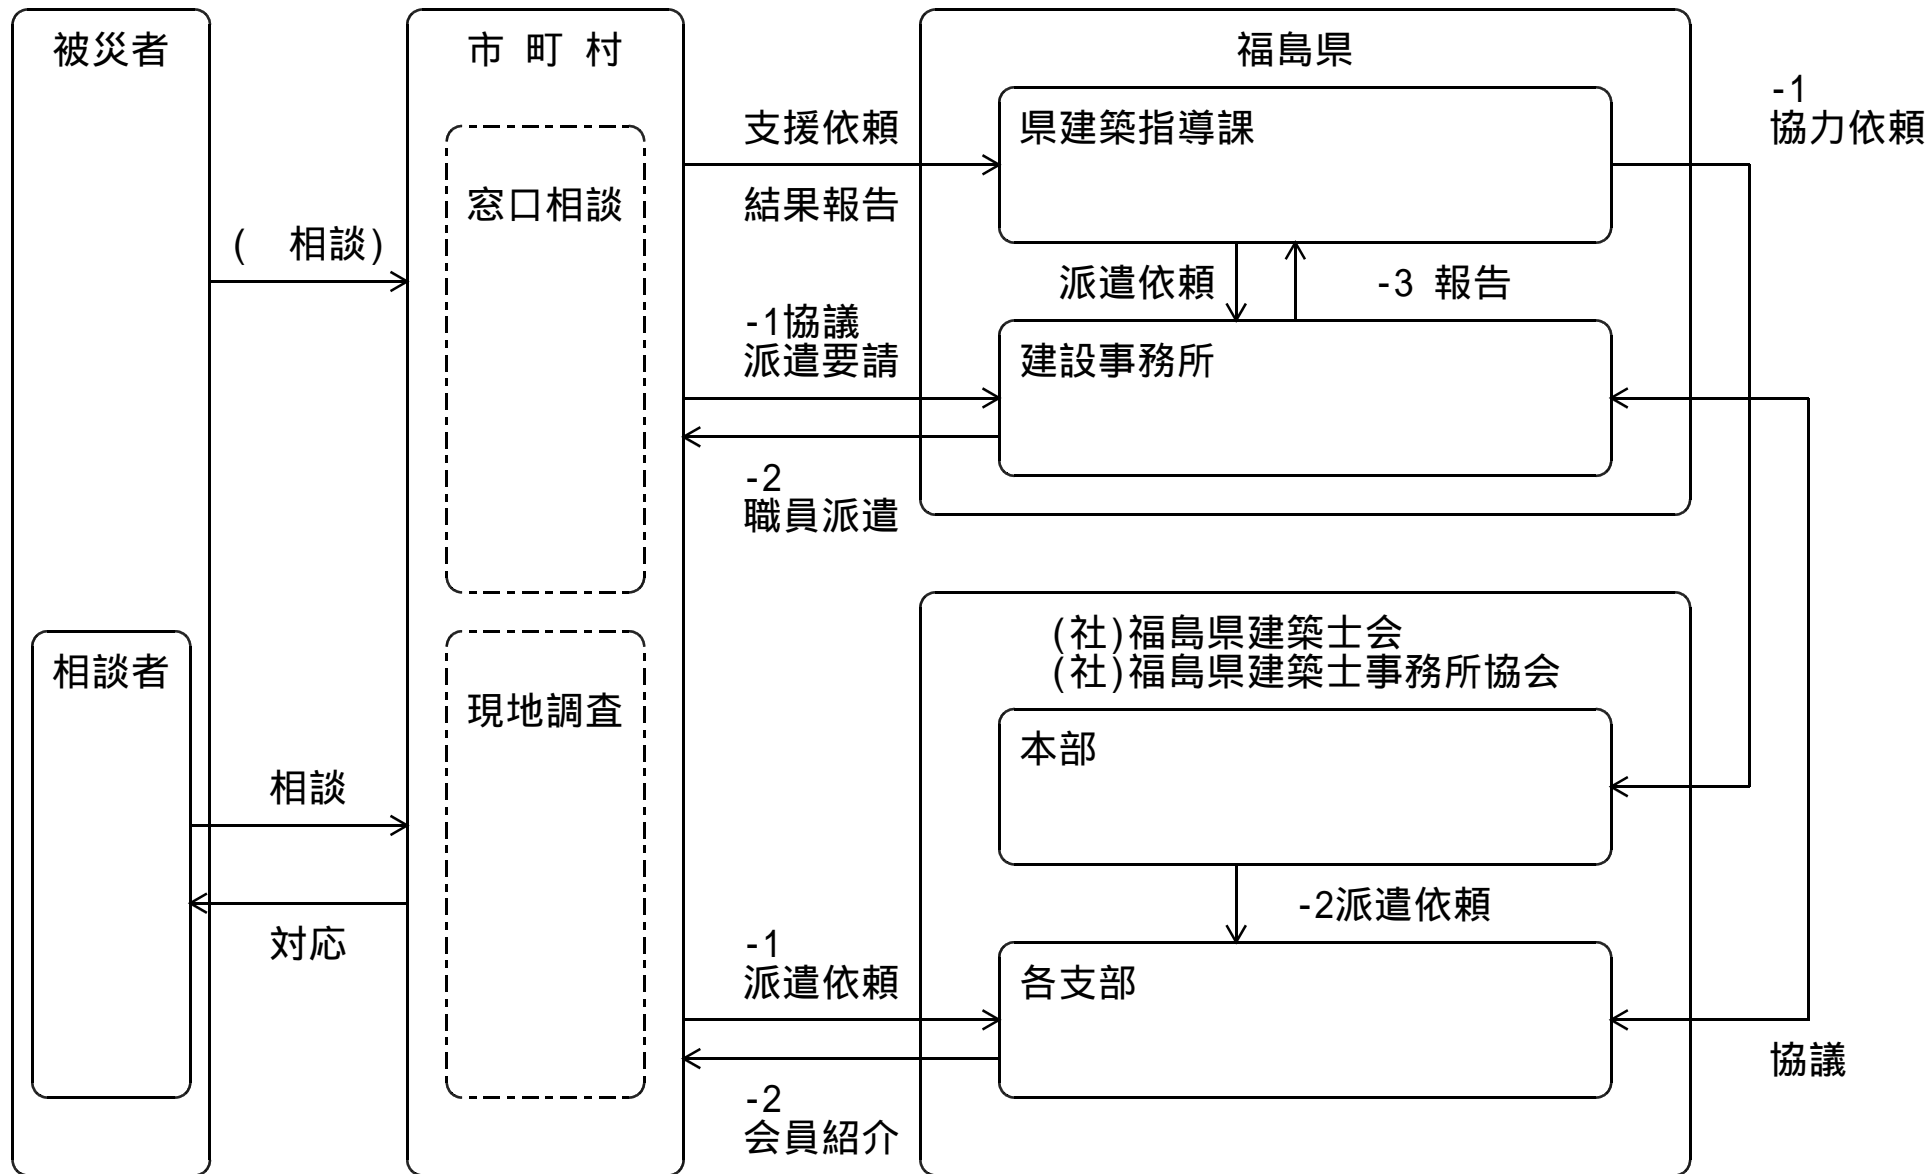 被災者
市 町 村
福島県
-1
協力依頼
支援依頼
県建築指導課
結果報告
窓口相談
( 相談)
派遣依頼
-3 報告
-1協議
派遣要請
建設事務所
-2
職員派遣
(社)福島県建築士会
(社)福島県建築士事務所協会
相談者
現地調査
本部
相談
対応
-2派遣依頼
-1
派遣依頼
各支部
協議
-2
会員紹介